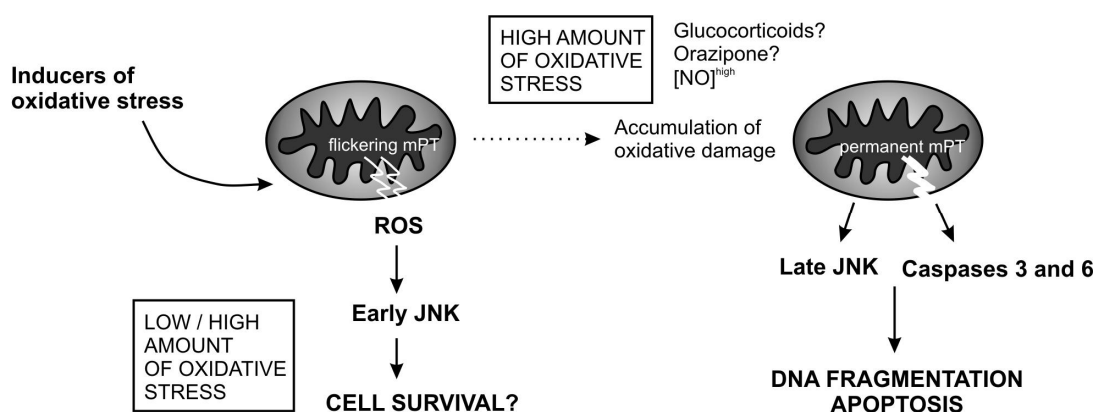 Inducers of
oxidative stress
HIGH AMOUNT
OF OXIDATIVE
STRESS
Glucocorticoids?
Orazipone?
[NO]high
flickering mPT
Accumulation of
oxidative damage
permanent mPT
ROS
Early JNK
CELL SURVIVAL?
LOW / HIGH
AMOUNT
OF OXIDATIVE
STRESS
Late JNK
Caspases 3 and 6
DNA FRAGMENTATION
APOPTOSIS